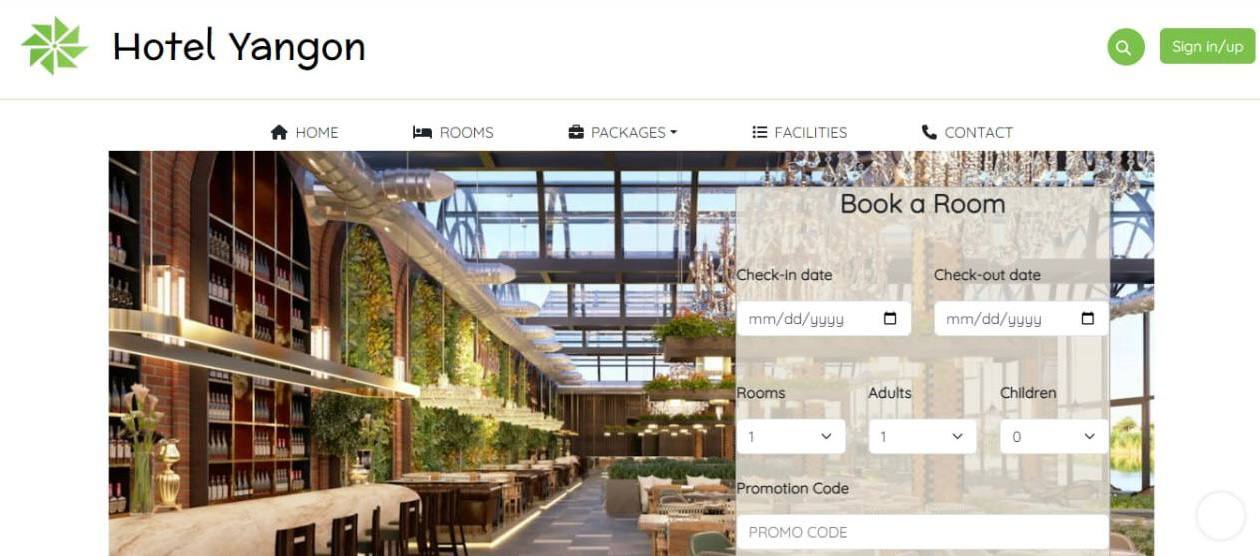 Hotel Yangon
Sign in/up
HOME ROOMS PACKAGES FACILITIES CONTACT
Book a Room
Check-in date Check-out date
mm/dd/yyyy mm/dd/yyyy
Rooms Adults Children
1 1 0
Promotion Code
PROMO CODE